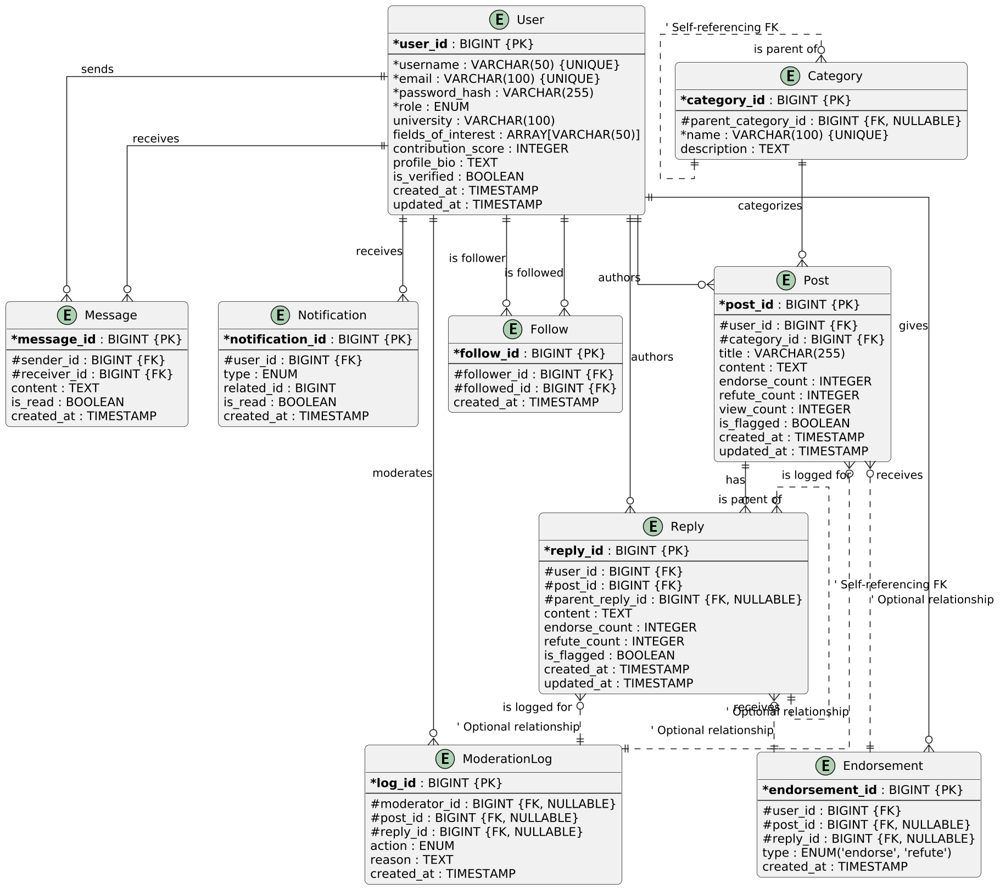 E User
*user_id : BIGINT {PK}
*username : VARCHAR(50) {UNIQUE}
*email : VARCHAR(100) {UNIQUE}
*password_hash : VARCHAR(255)
*role : ENUM
university : VARCHAR(100)
fields_of_interest : ARRAY[VARCHAR(50)]
contribution_score : INTEGER
profile_bio : TEXT
is_verified : BOOLEAN
created_at : TIMESTAMP
updated_at : TIMESTAMP
' Self-referencing FK
is parent of
E Category
*category_id : BIGINT {PK}
#parent_category_id : BIGINT {FK, NULLABLE}
*name : VARCHAR(100) {UNIQUE}
description : TEXT
sends
receives
categorizes
receives
is follower
is followed
authors
authors
gives
moderates
E Message
*message_id : BIGINT {PK}
#sender_id : BIGINT {FK}
#receiver_id : BIGINT {FK}
content : TEXT
is_read : BOOLEAN
created_at : TIMESTAMP
E Notification
*notification_id : BIGINT {PK}
#user_id : BIGINT {FK}
type : ENUM
related_id : BIGINT
is_read : BOOLEAN
created_at : TIMESTAMP
E Follow
*follow_id : BIGINT {PK}
#follower_id : BIGINT {FK}
#followed_id : BIGINT {FK}
created_at : TIMESTAMP
E Post
*post_id : BIGINT {PK}
#user_id : BIGINT {FK}
#category_id : BIGINT {FK}
title : VARCHAR(255)
content : TEXT
endorse_count : INTEGER
refute_count : INTEGER
view_count : INTEGER
is_flagged : BOOLEAN
created_at : TIMESTAMP
updated_at : TIMESTAMP
has
is logged for
receives
is parent of
E Reply
*reply_id : BIGINT {PK}
#user_id : BIGINT {FK}
#post_id : BIGINT {FK}
#parent_reply_id : BIGINT {FK, NULLABLE}
content : TEXT
endorse_count : INTEGER
refute_count : INTEGER
is_flagged : BOOLEAN
created_at : TIMESTAMP
updated_at : TIMESTAMP
' Self-referencing FK
' Optional relationship
is logged for
receives
' Optional relationship
' Optional relationship
' Optional relationship
E ModerationLog
*log_id : BIGINT {PK}
#moderator_id : BIGINT {FK, NULLABLE}
#post_id : BIGINT {FK, NULLABLE}
#reply_id : BIGINT {FK, NULLABLE}
action : ENUM
reason : TEXT
created_at : TIMESTAMP
E Endorsement
*endorsement_id : BIGINT {PK}
#user_id : BIGINT {FK}
#post_id : BIGINT {FK, NULLABLE}
#reply_id : BIGINT {FK, NULLABLE}
type : ENUM('endorse', 'refute')
created_at : TIMESTAMP